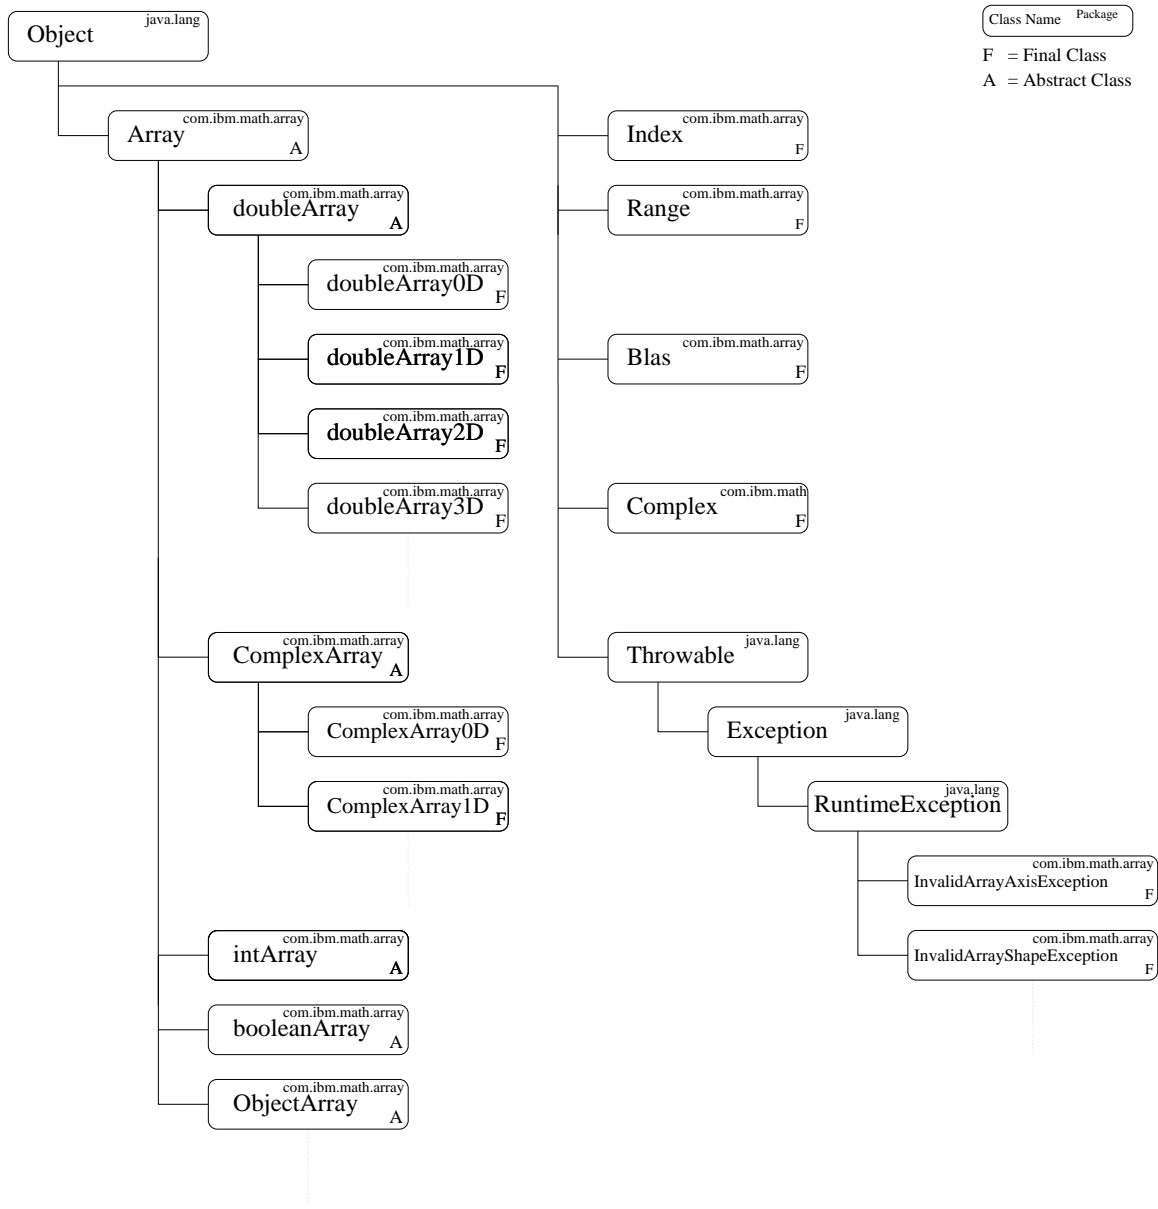 java.lang
Object
Class Name Package
F = Final Class
A = Abstract Class
com.ibm.math.array
Array
A
com.ibm.math.array
Index
F
com.ibm.math.array
doubleArray
A
com.ibm.math.array
Range
F
com.ibm.math.array
doubleArray0D
F
com.ibm.math.array
doubleArray1D
F
com.ibm.math.array
Blas
F
com.ibm.math.array
doubleArray2D
F
com.ibm.math.array
doubleArray3D
F
com.ibm.math
Complex
F
com.ibm.math.array
ComplexArray
A
java.lang
Throwable
com.ibm.math.array
ComplexArray0D
F
java.lang
Exception
com.ibm.math.array
ComplexArray1D
F
java.lang
RuntimeException
com.ibm.math.array
InvalidArrayAxisException
F
com.ibm.math.array
intArray
A
com.ibm.math.array
InvalidArrayShapeException
F
com.ibm.math.array
booleanArray
A
com.ibm.math.array
ObjectArray
A